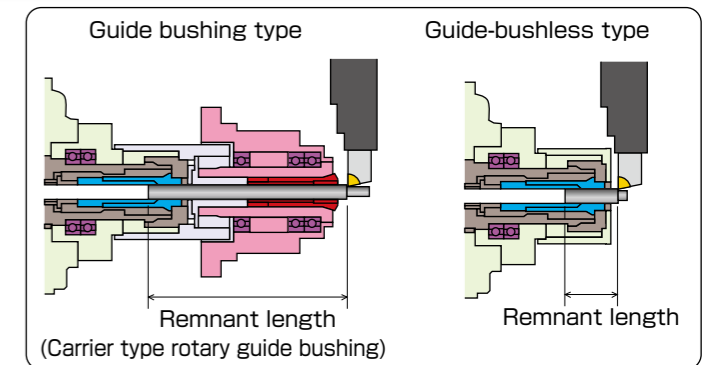 Guide bushing type
Guide-bushless type
Remnant length
(Carrier type rotary guide bushing)
Remnant length